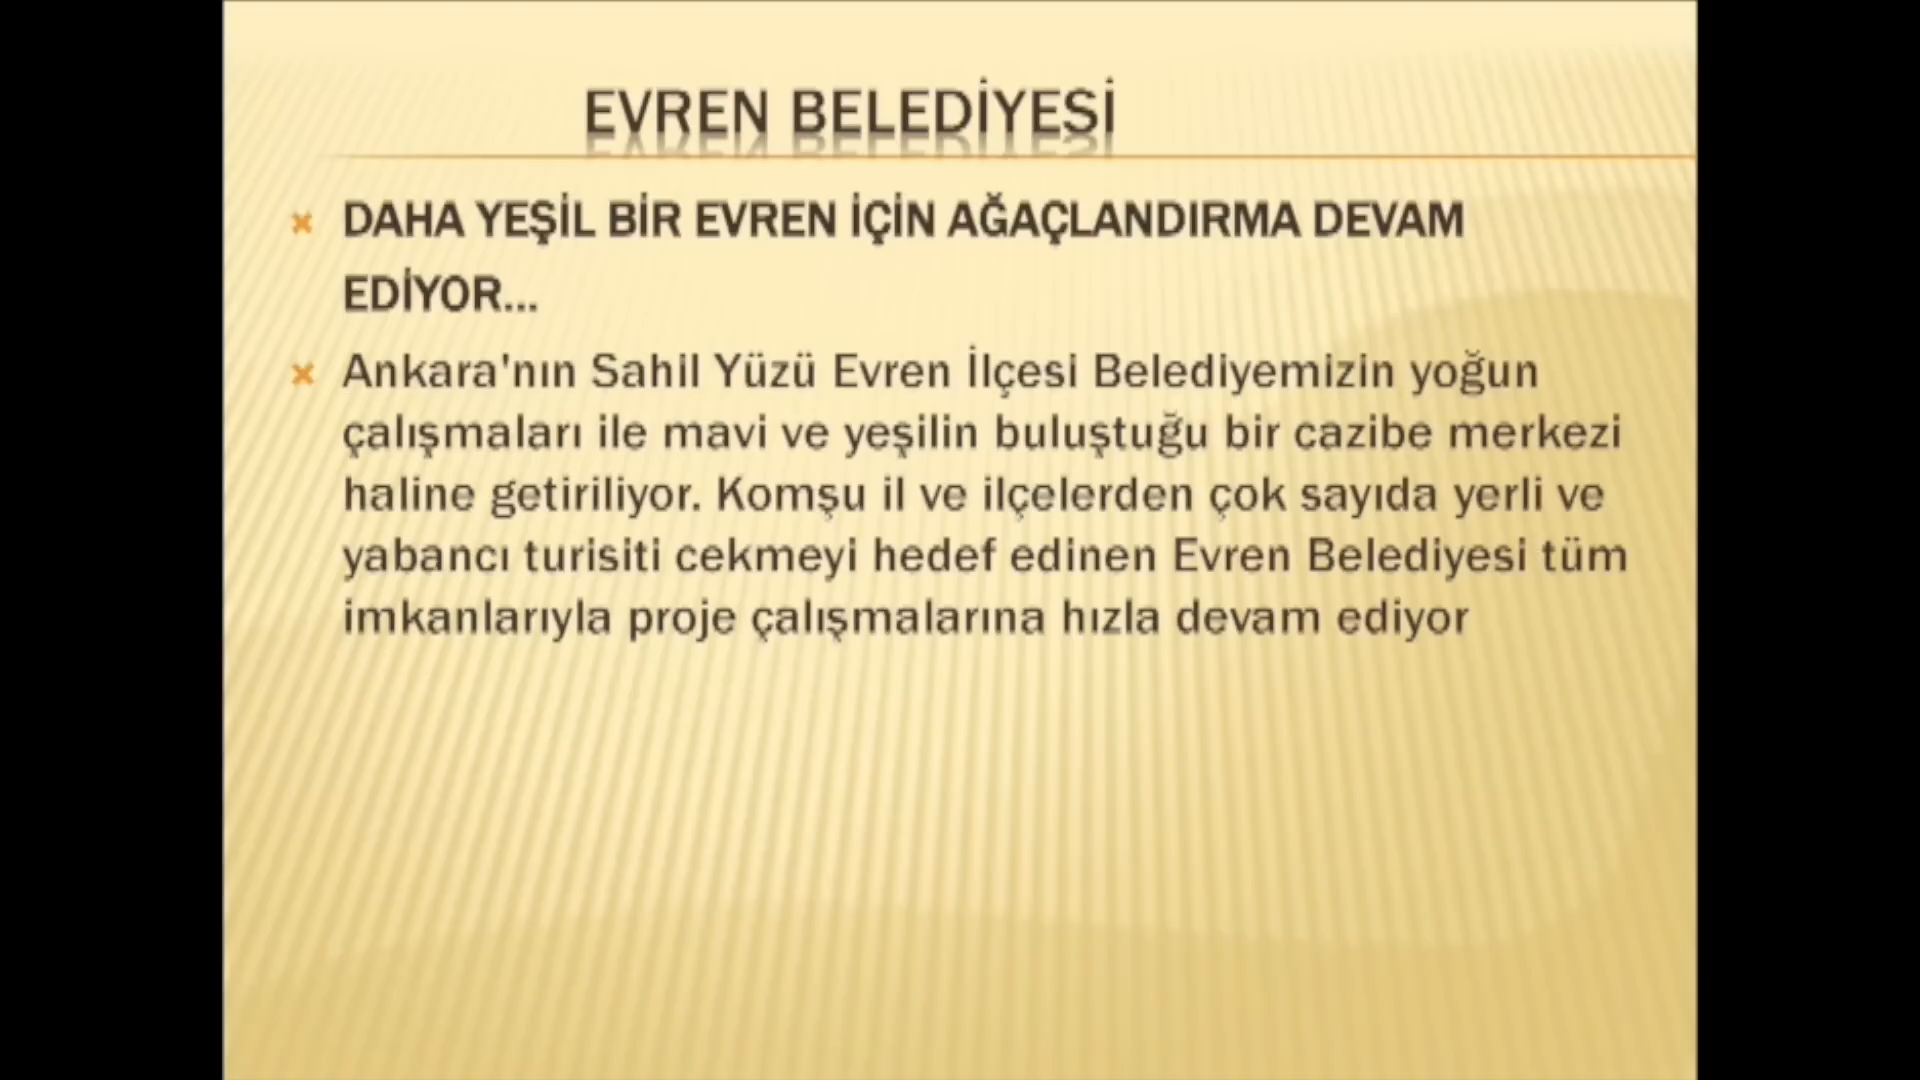 EVREN BELEDİYESİ
DAHA YEŞİL BİR EVREN İÇİN AĞAÇLANDIRMA DEVAM
EDİYOR...
Ankara'nın Sahil Yüzü Evren İlçesi Belediyemizin yoğun
çalışmaları ile mavi ve yeşilin buluştuğu bir cazibe merkezi
haline getiriliyor. Komşu il ve ilçelerden çok sayıda yerli ve
yabancı turisiti cekmeyi hedef edinen Evren Belediyesi tüm
imkanlarıyla proje çalışmalarına hızla devam ediyor